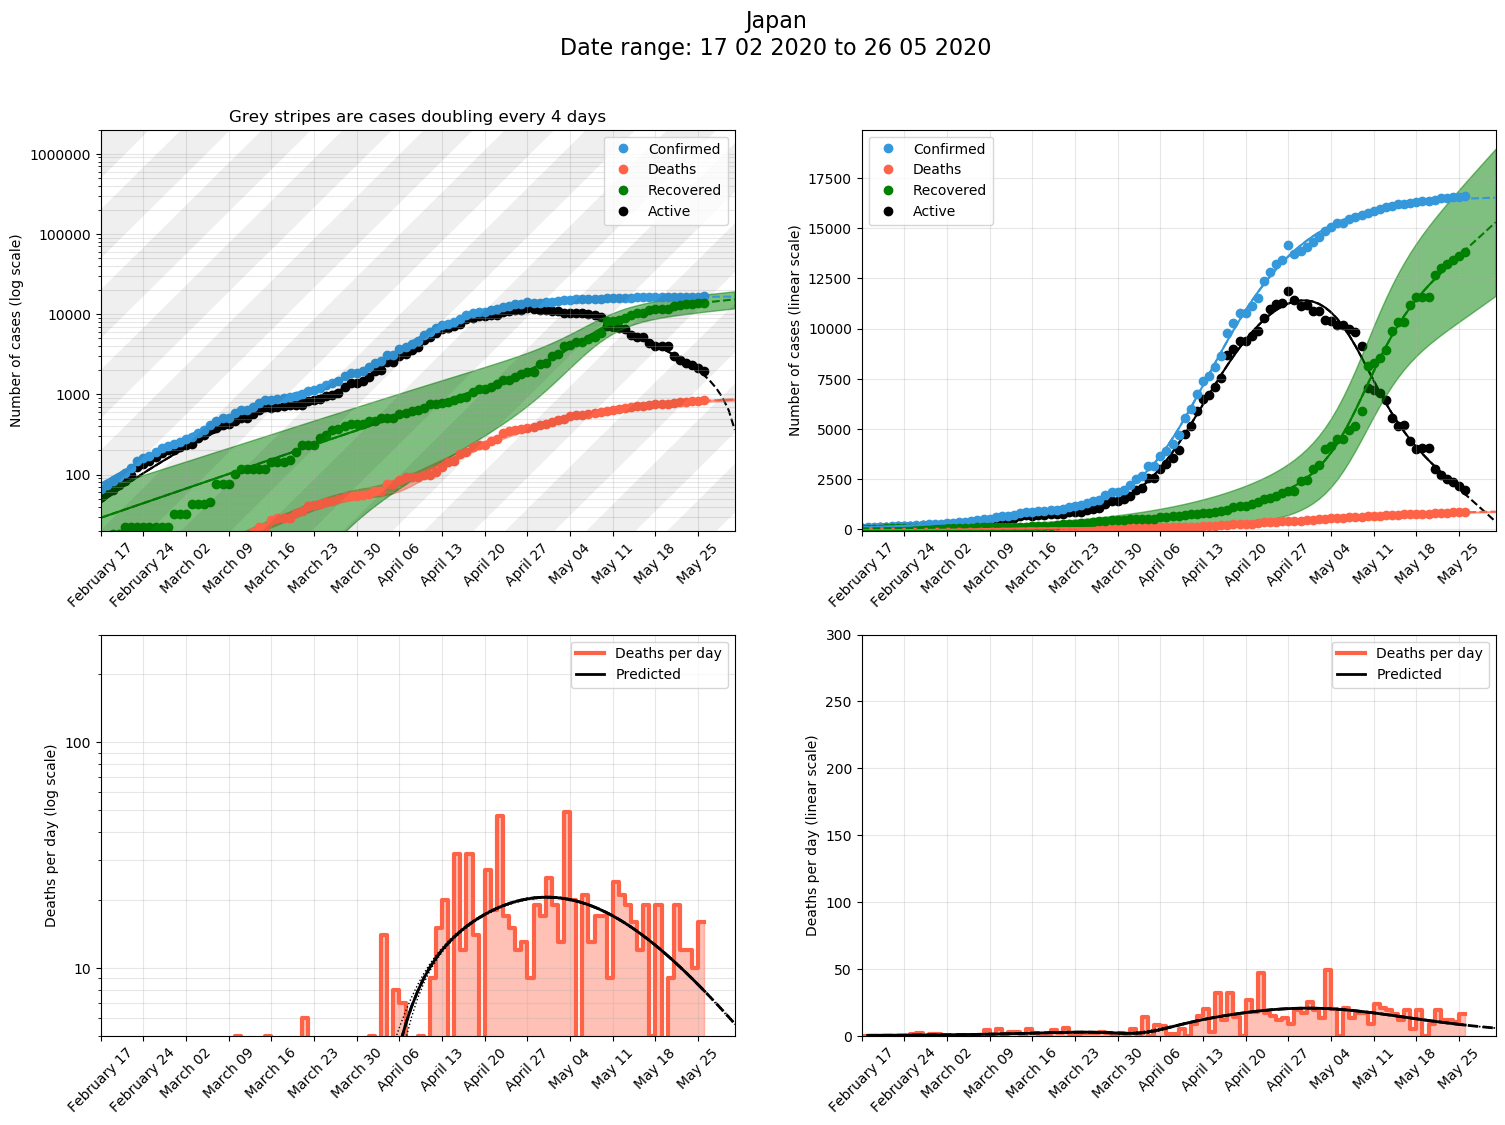 Japan
Date range: 17 02 2020 to 26 05 2020
Grey stripes are cases doubling every 4 days
Number of cases (log scale)
1000000
100000
10000
1000
100
Confirmed
Deaths
Recovered
Active
February 17
February 24
March 02
March 09
March 16
March 23
March 30
April 06
April 13
April 20
April 27
May 04
May 11
May 18
May 25
Number of cases (linear scale)
17500
15000
12500
10000
7500
5000
2500
0
Confirmed
Deaths
Recovered
Active
February 17
February 24
March 02
March 09
March 16
March 23
March 30
April 06
April 13
April 20
April 27
May 04
May 11
May 18
May 25
Deaths per day (log scale)
100
10
Deaths per day
Predicted
February 17
February 24
March 02
March 09
March 16
March 23
March 30
April 06
April 13
April 20
April 27
May 04
May 11
May 18
May 25
Deaths per day (linear scale)
300
250
200
150
100
50
0
Deaths per day
Predicted
February 17
February 24
March 02
March 09
March 16
March 23
March 30
April 06
April 13
April 20
April 27
May 04
May 11
May 18
May 25